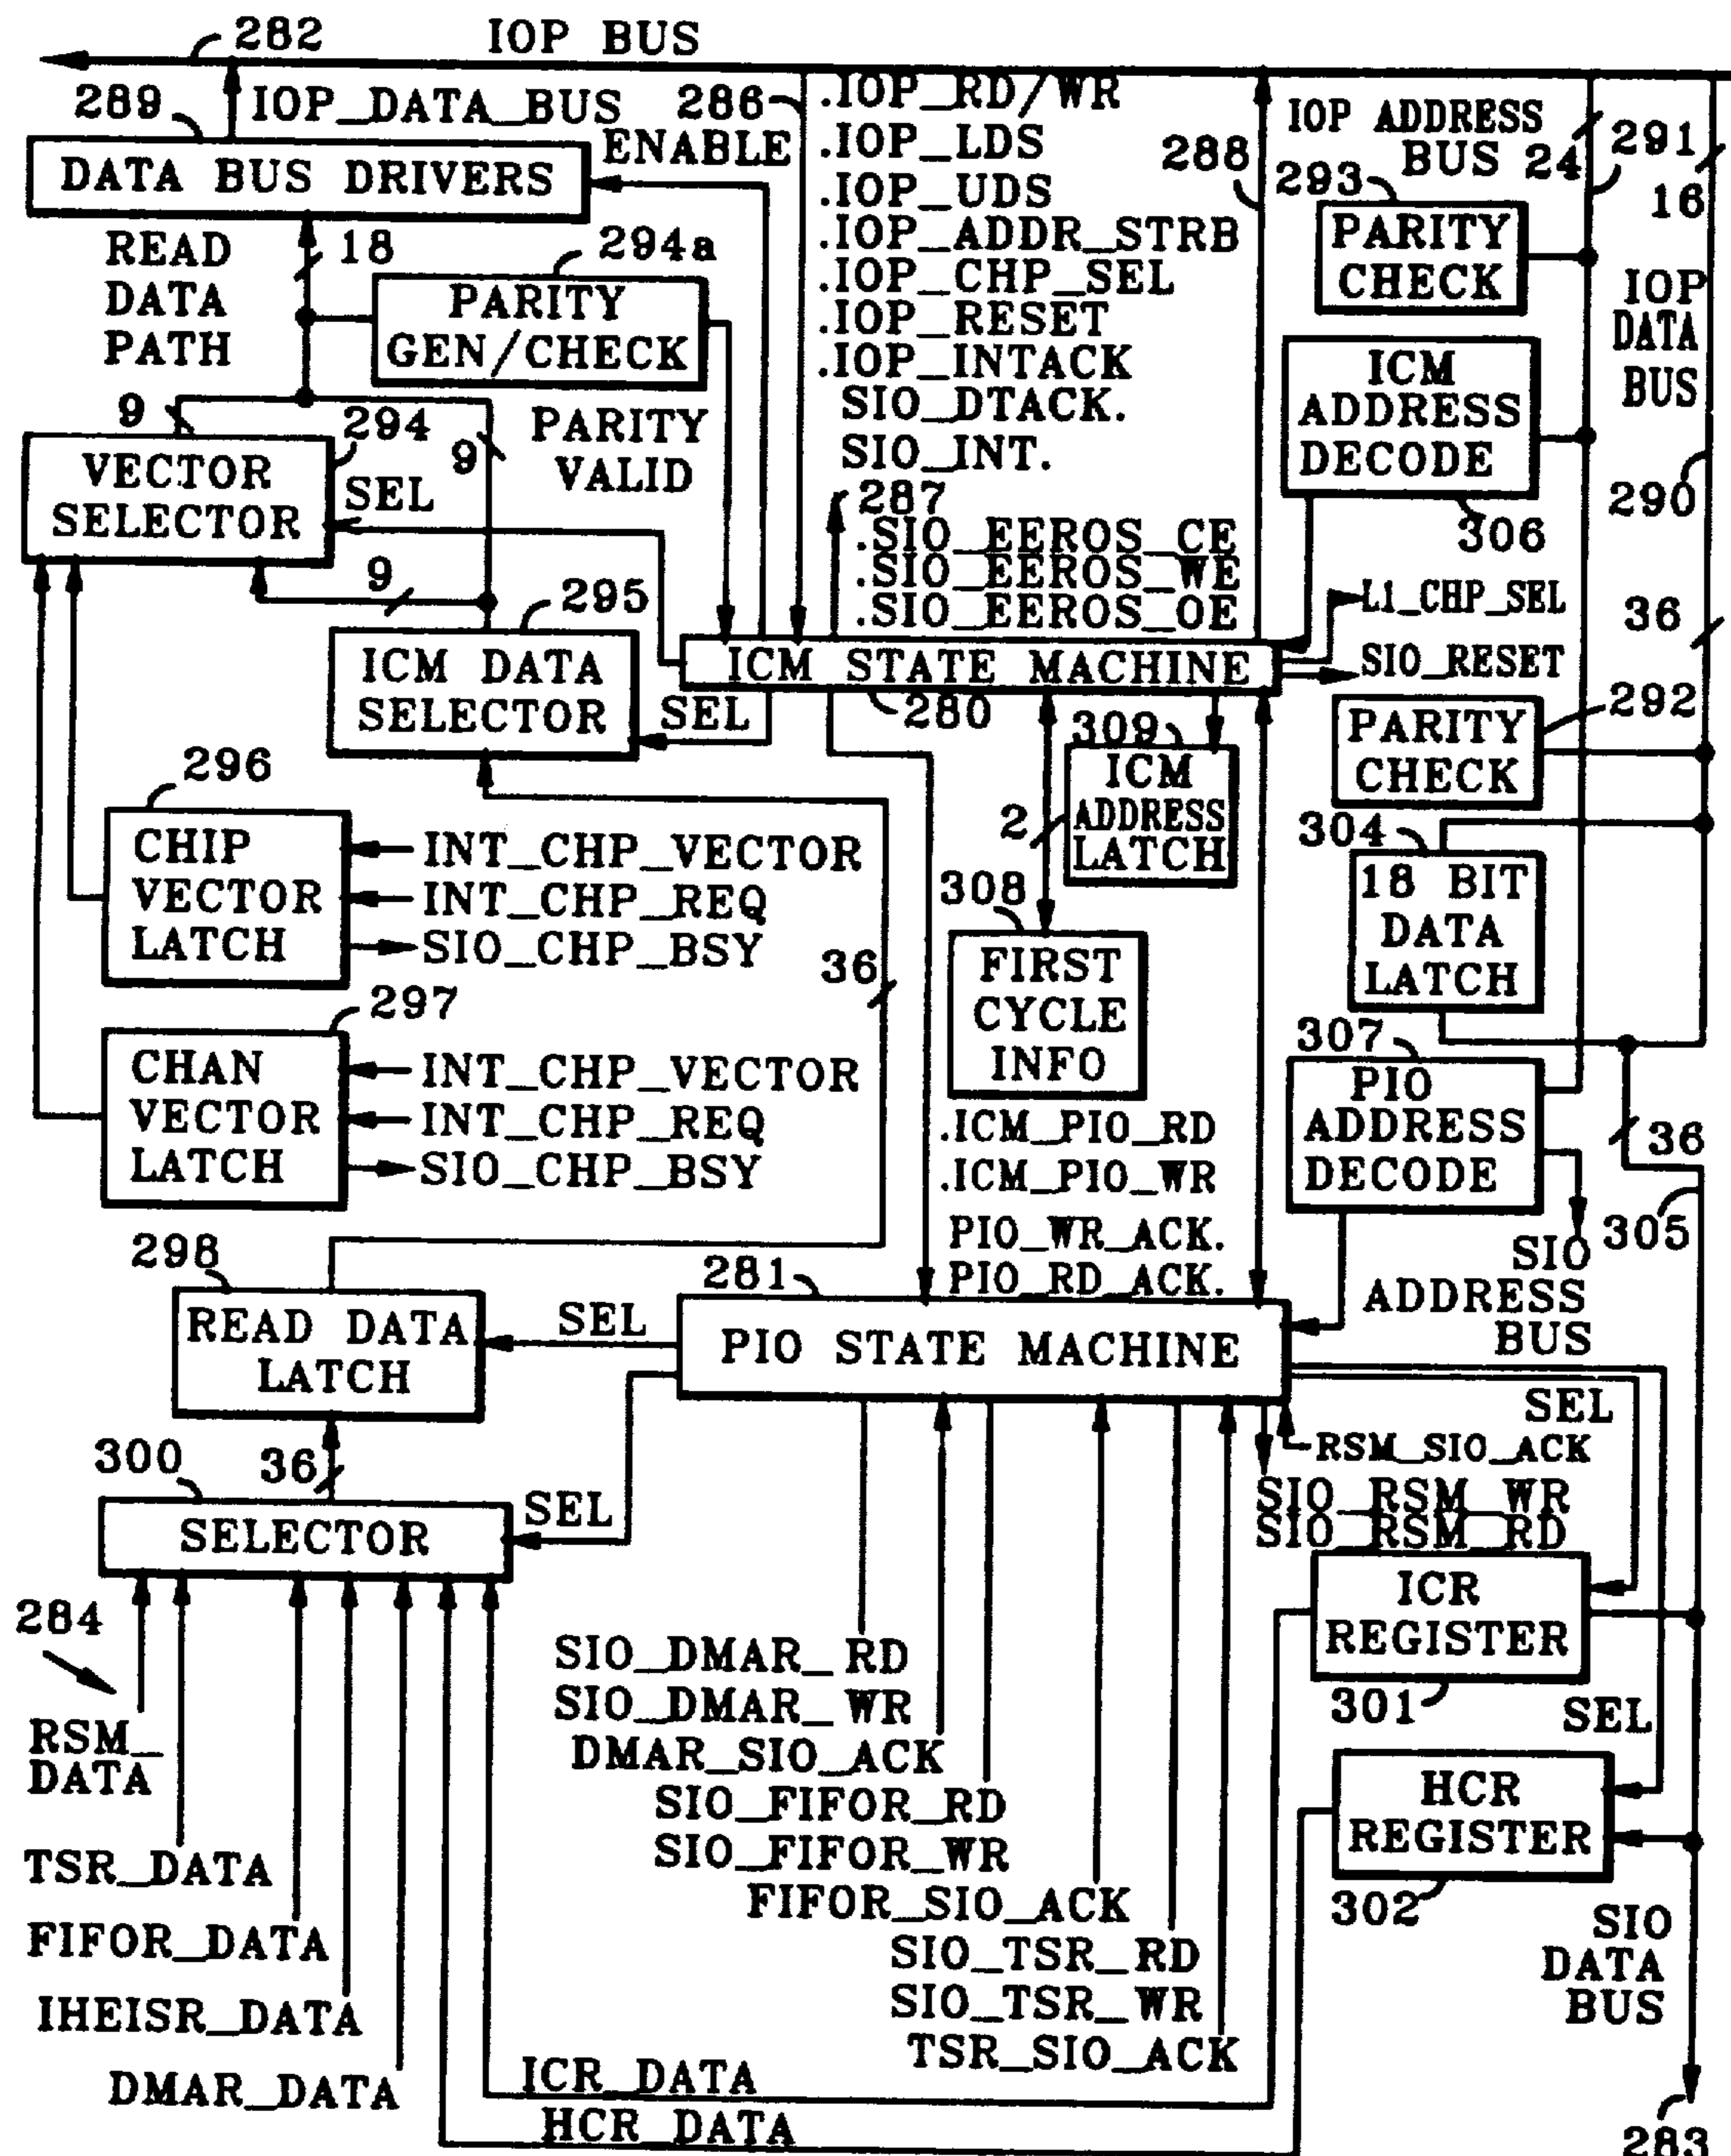 282
IOP BUS
289
IOP_DATA_BUS
286
.IOP_RD/WR
ENABLE
.IOP_LDS
288
IOP ADDRESS
BUS 24
291
16
DATA BUS DRIVERS
.IOP_UDS
293
READ
DATA
PATH
18
294a
.IOP_ADDR_STRB
PARITY
CHECK
.IOP_CHP_SEL
PARITY
GEN/CHECK
.IOP_RESET
.IOP_INTACK
IOP
DATA
BUS
ICM
ADDRESS
DECODE
9
294
9
PARITY
VALID
SIO_DTACK.
SIO_INT.
VECTOR
SELECTOR
SEL
287
290
306
.SIO_EEROS_CE
.SIO_EEROS_WE
.SIO_EEROS_OE
9
295
L1_CHP_SEL
36
ICM DATA
SELECTOR
ICM STATE MACHINE
SIO_RESET
SEL
280
309
292
PARITY
CHECK
296
ICM
ADDRESS
LATCH
2
304
CHIP
VECTOR
LATCH
INT_CHP_VECTOR
INT_CHP_REQ
SIO_CHP_BSY
308
18 BIT
DATA
LATCH
36
FIRST
CYCLE
INFO
297
307
CHAN
VECTOR
LATCH
INT_CHP_VECTOR
INT_CHP_REQ
SIO_CHP_BSY
PIO
ADDRESS
DECODE
36
.ICM_PIO_RD
.ICM_PIO_WR
PIO_WR_ACK.
PIO_RD_ACK.
305
298
281
SIO
ADDRESS
BUS
READ DATA
LATCH
SEL
PIO STATE MACHINE
SEL
RSM_SIO_ACK
300
36
SEL
SIO_RSM_WR
SIO_RSM_RD
SELECTOR
ICR
REGISTER
284
SIO_DMAR_RD
SIO_DMAR_WR
DMAR_SIO_ACK
301
SEL
RSM_
DATA
SIO_FIFOR_RD
SIO_FIFOR_WR
FIFOR_SIO_ACK
HCR
REGISTER
TSR_DATA
302
FIFOR_DATA
SIO_TSR_RD
SIO_TSR_WR
TSR_SIO_ACK
SIO
DATA
BUS
IHEISR_DATA
DMAR_DATA
ICR_DATA
HCR_DATA
283